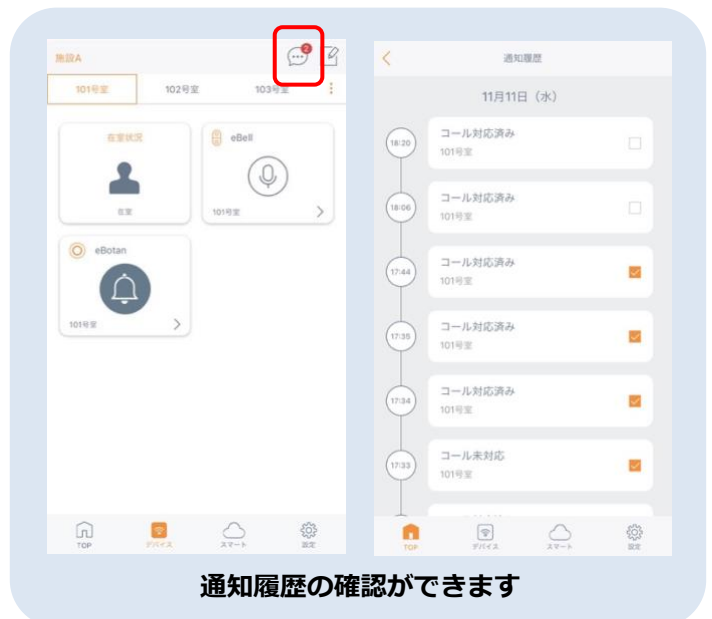 施設A
2
101号室 102号室 103号室
在室状況
在室
eBell
101号室
eBotan
101号室
TOP デバイス スマート 設定
通知履歴
11月11日（水）
18:20 コール対応済み
101号室
18:06 コール対応済み
101号室
17:44 コール対応済み
101号室
17:35 コール対応済み
101号室
17:34 コール対応済み
101号室
17:33 コール未対応
101号室
TOP デバイス スマート 設定
通知履歴の確認ができます